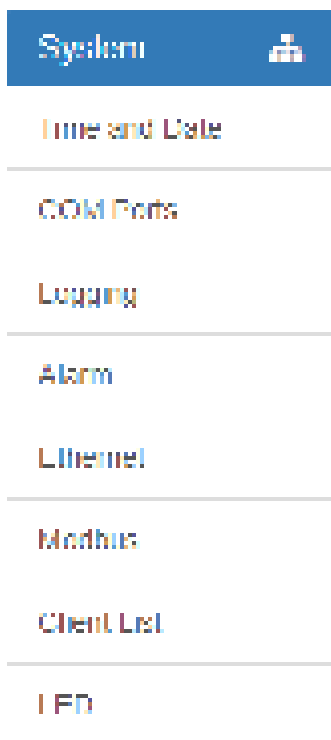 System
Time and Date
COM Ports
Logging
Alarm
Ethernet
Modbus
Client List
LED